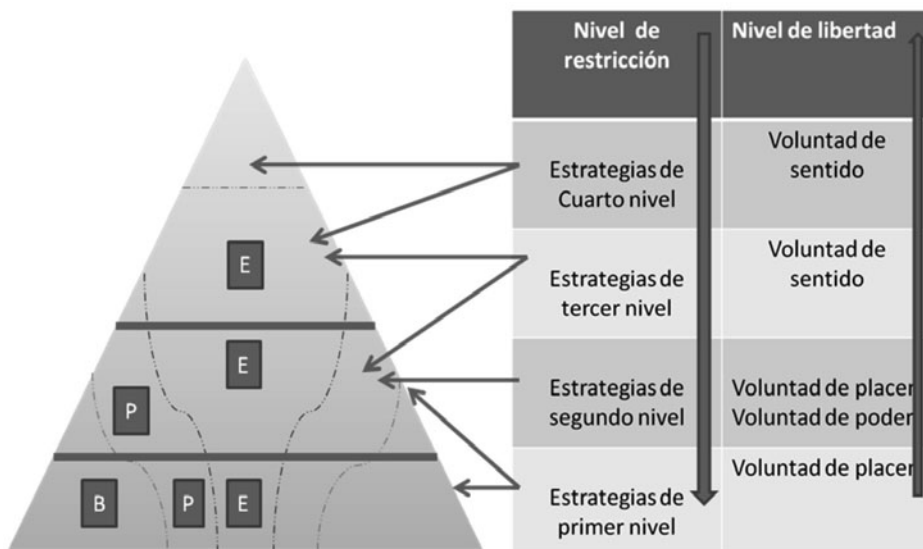 Nivel de
restricción
Nivel de libertad
Estrategias de
Cuarto nivel
Voluntad de
sentido
Estrategias de
tercer nivel
Voluntad de
sentido
Estrategias de
segundo nivel
Voluntad de placer
Voluntad de poder
Estrategias de
primer nivel
Voluntad de placer
E
E
P
B
P
E